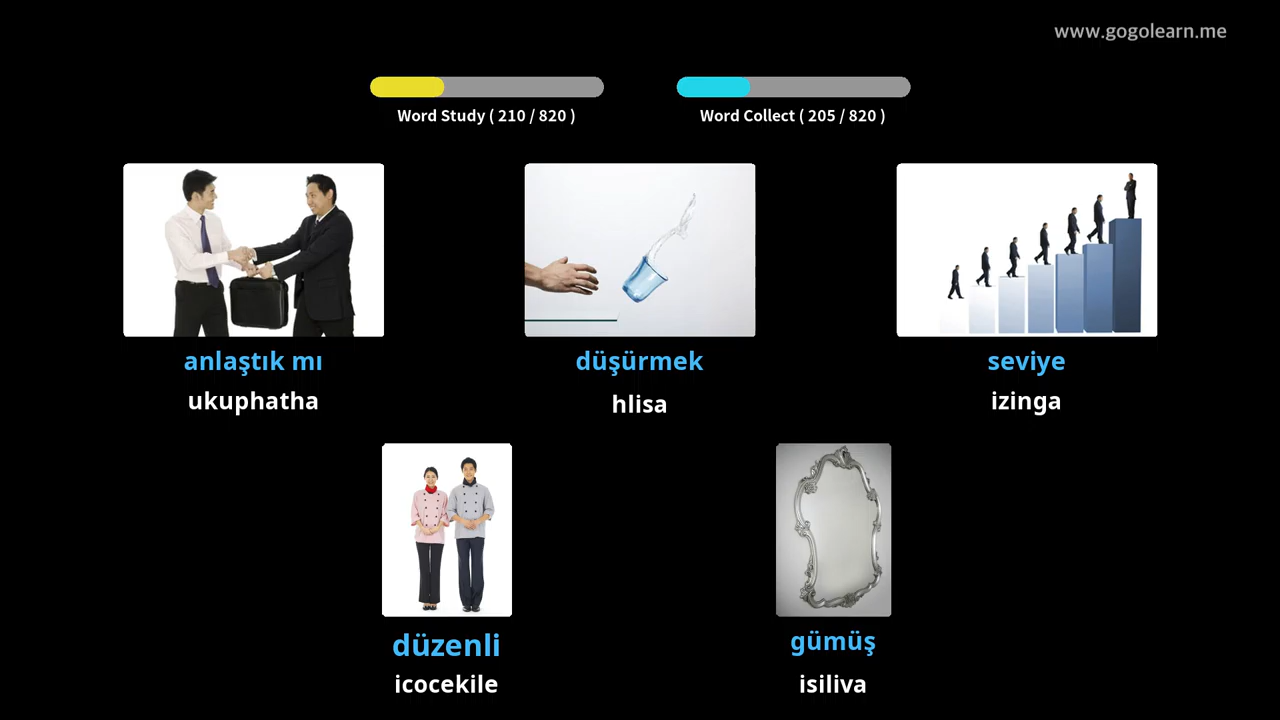 www.gogolearn.me
Word Study ( 210 / 820 )
Word Collect ( 205 / 820 )
anlaştık mı
ukuphatha
düşürmek
hlisa
seviye
izinga
düzenli
icocekile
gümüş
isiliva